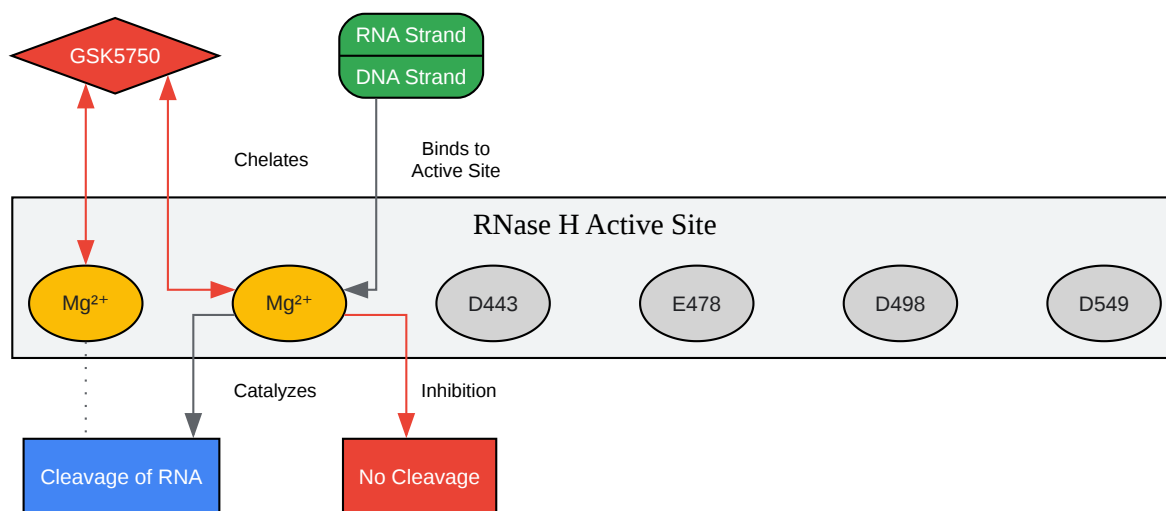 GSK5750
RNA Strand
DNA Strand
Chelates
Binds to
Active Site
RNase H Active Site
Mg²⁺
Mg²⁺
D443
E478
D498
D549
Catalyzes
Inhibition
Cleavage of RNA
No Cleavage